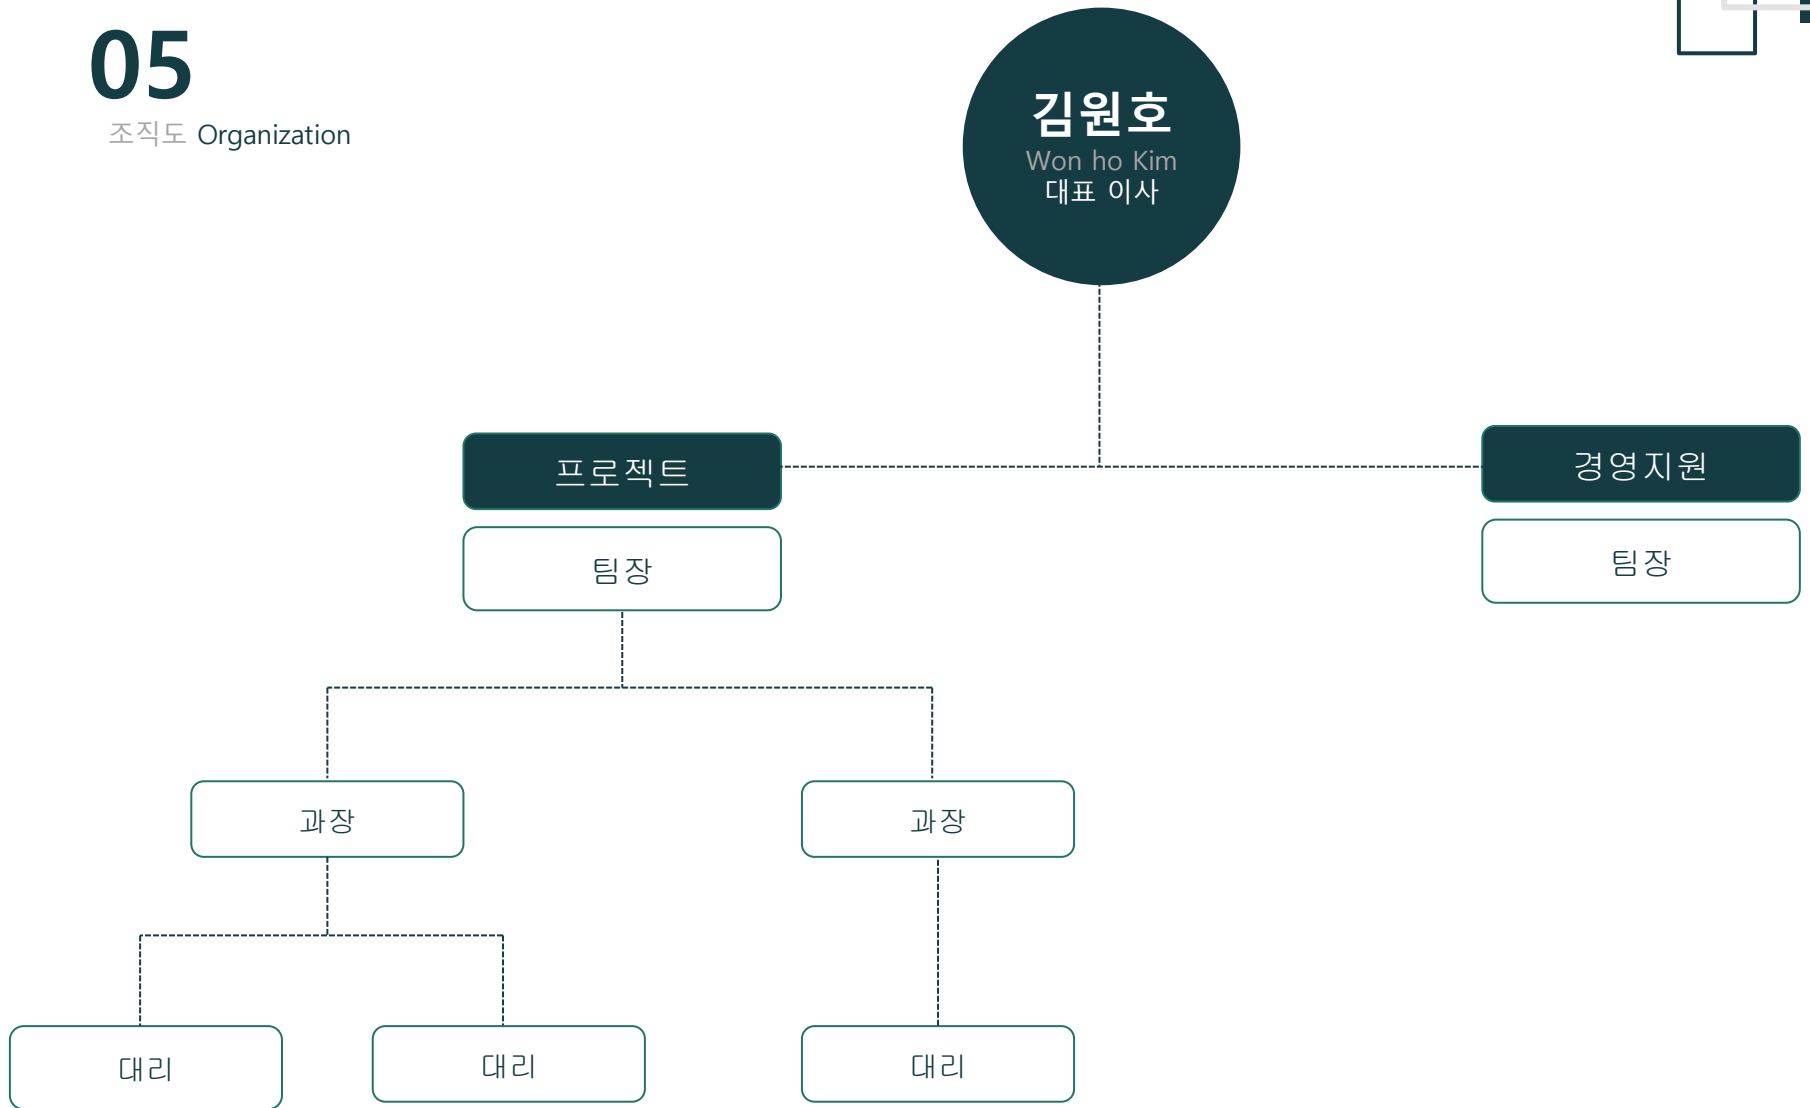 05
조직도 Organization
김원호
Won ho Kim
대표 이사
프로젝트
경영지원
팀장
팀장
과장
과장
대리
대리
대리